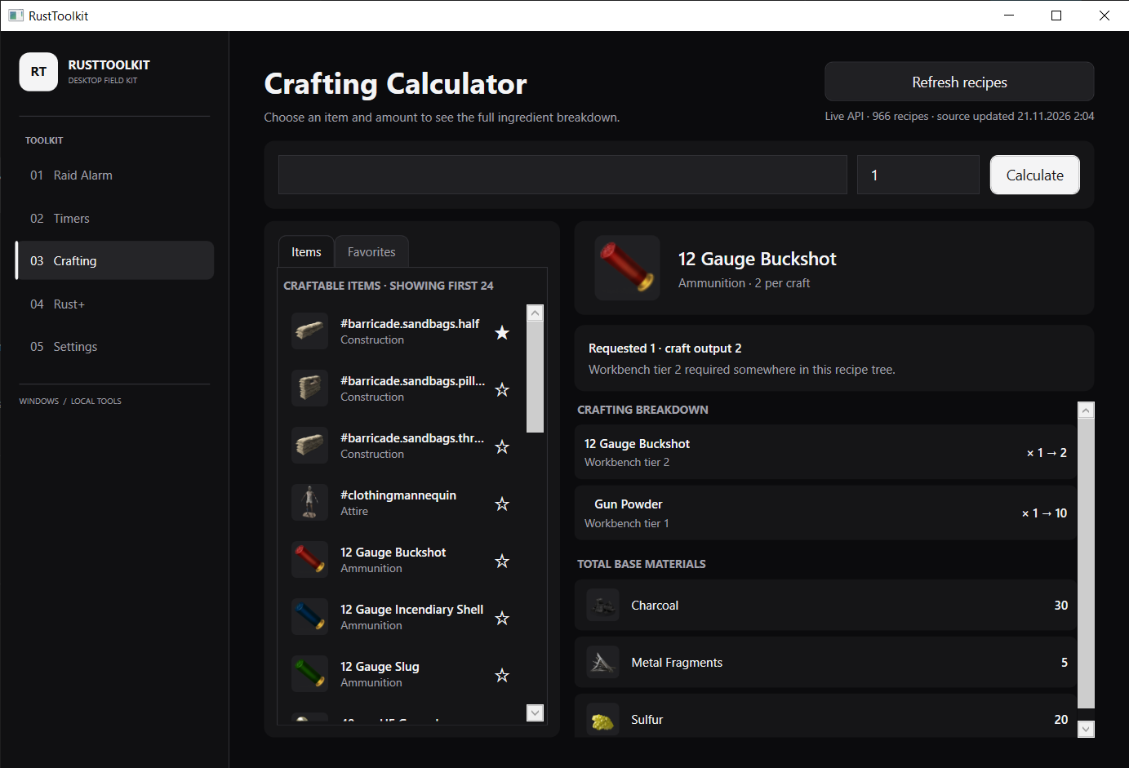 RustToolkit
RT
RUSTTOOLKIT
DESKTOP FIELD KIT
TOOLKIT
01 Raid Alarm
02 Timers
03 Crafting
04 Rust+
05 Settings
WINDOWS / LOCAL TOOLS
Crafting Calculator
Choose an item and amount to see the full ingredient breakdown.
Refresh recipes
Live API · 966 recipes · source updated 21.11.2026 2:04
1
Calculate
Items
Favorites
CRAFTABLE ITEMS · SHOWING FIRST 24
#barricade.sandbags.half
Construction
#barricade.sandbags.pill...
Construction
#barricade.sandbags.thr...
Construction
#clothingmannequin
Attire
12 Gauge Buckshot
Ammunition
12 Gauge Incendiary Shell
Ammunition
12 Gauge Slug
Ammunition
12 Gauge Buckshot
Ammunition · 2 per craft
Requested 1 · craft output 2
Workbench tier 2 required somewhere in this recipe tree.
CRAFTING BREAKDOWN
12 Gauge Buckshot
Workbench tier 2
× 1 → 2
Gun Powder
Workbench tier 1
× 1 → 10
TOTAL BASE MATERIALS
Charcoal
30
Metal Fragments
5
Sulfur
20